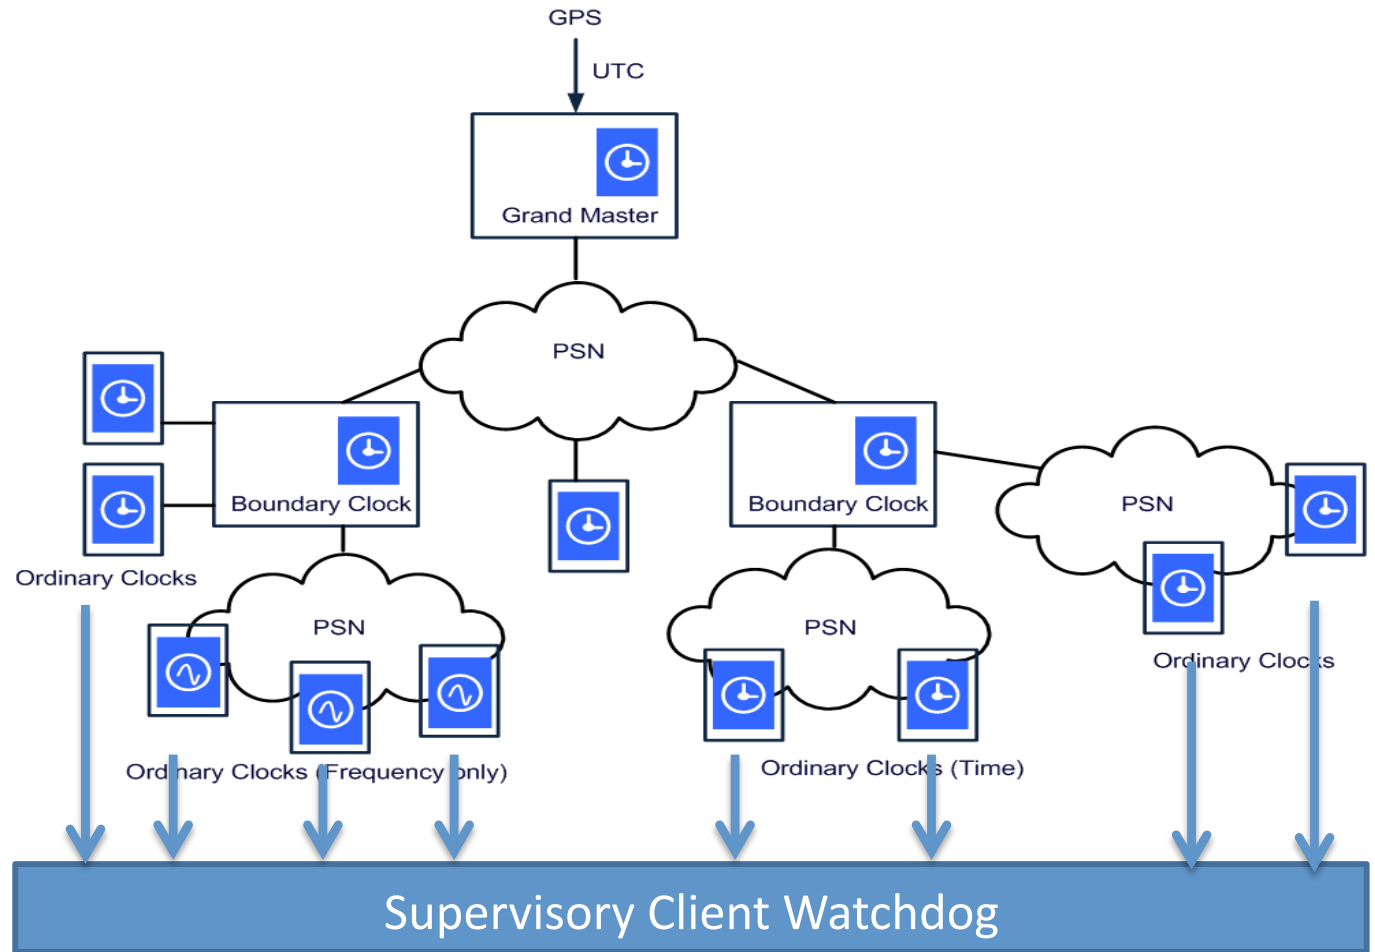 GPS
UTC
Grand Master
PSN
Boundary Clock
Boundary Clock
PSN
Ordinary Clocks
PSN
PSN
Ordinary Clocks
Ordinary Clocks (Frequency only)
Ordinary Clocks (Time)
Supervisory Client Watchdog